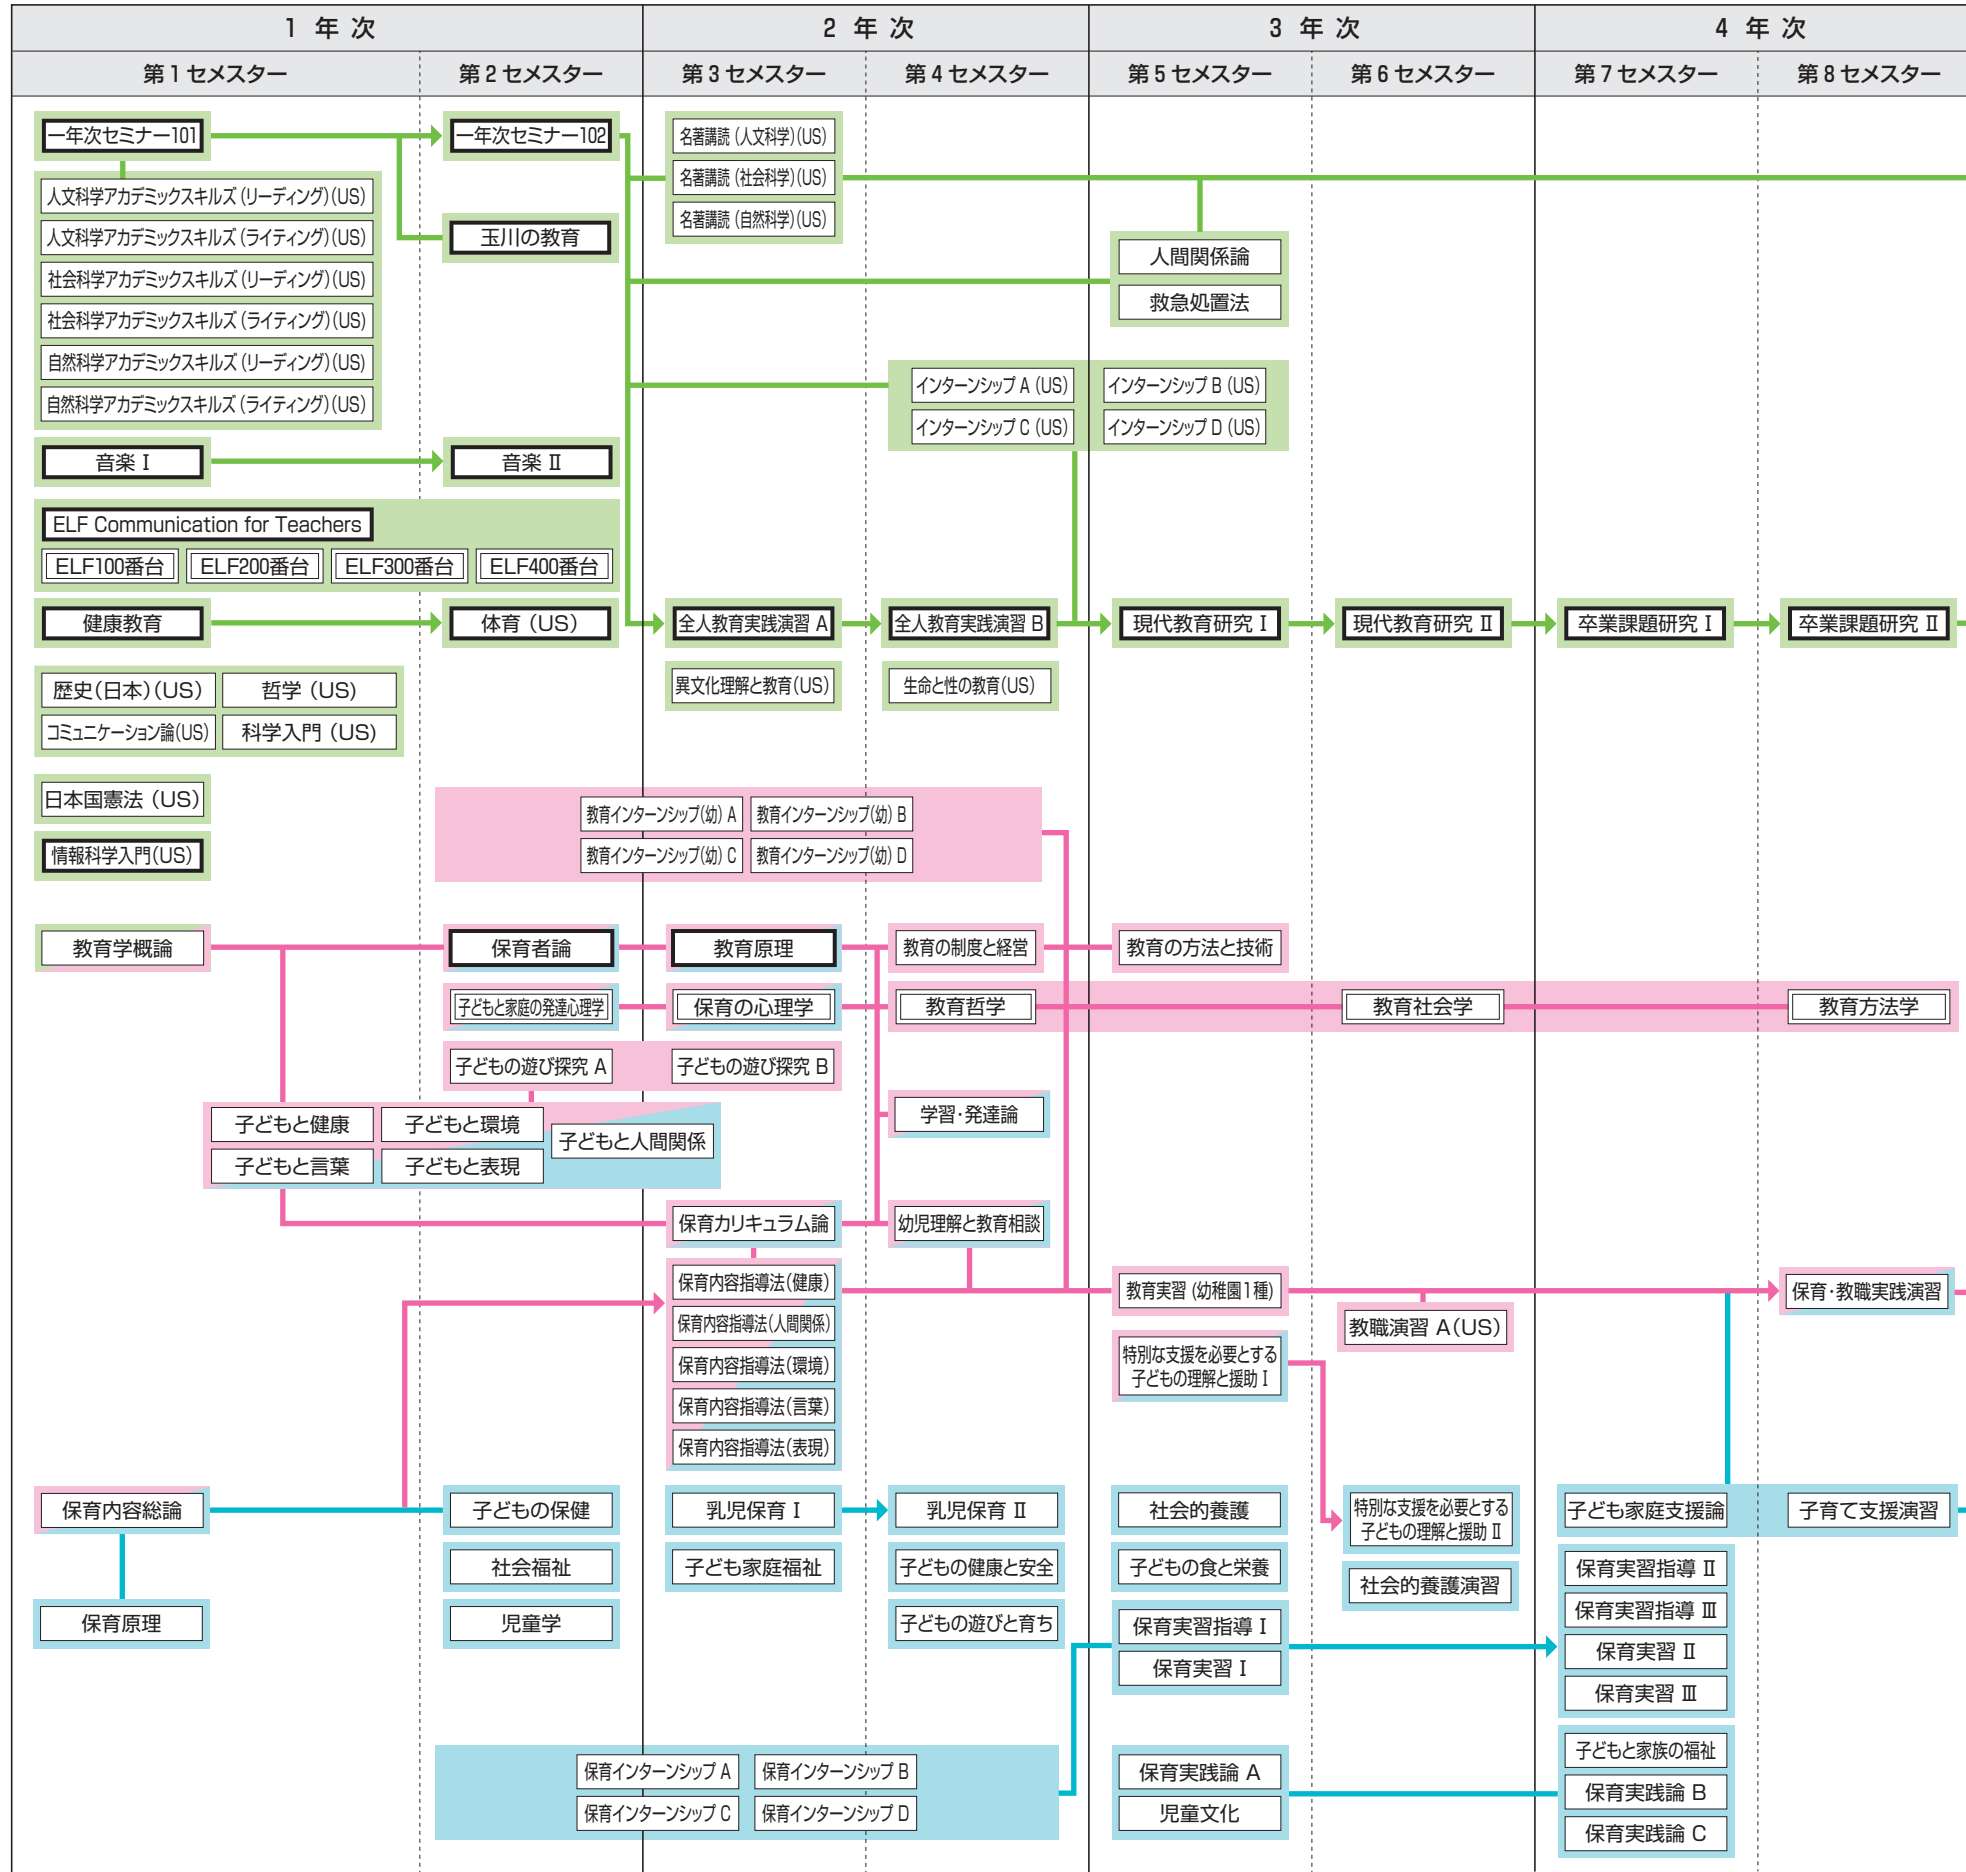 1 年 次
2 年 次
3 年 次
4 年 次
第1セメスター
第2セメスター
第3セメスター
第4セメスター
第5セメスター
第6セメスター
第7セメスター
第8セメスター
一年次セミナー101
一年次セミナー102
名著講読(人文科学)(US)
名著講読(社会科学)(US)
名著講読(自然科学)(US)
人文科学アカデミックスキルズ(リーディング)(US)
人文科学アカデミックスキルズ(ライティング)(US)
社会科学アカデミックスキルズ(リーディング)(US)
社会科学アカデミックスキルズ(ライティング)(US)
自然科学アカデミックスキルズ(リーディング)(US)
自然科学アカデミックスキルズ(ライティング)(US)
玉川の教育
人間関係論
救急処置法
インターンシップ A (US)
インターンシップ B (US)
インターンシップ C (US)
インターンシップ D (US)
音楽 Ⅰ
音楽 Ⅱ
ELF Communication for Teachers
ELF100番台
ELF200番台
ELF300番台
ELF400番台
健康教育
体育 (US)
全人教育実践演習 A
全人教育実践演習 B
現代教育研究 Ⅰ
現代教育研究 Ⅱ
卒業課題研究 Ⅰ
卒業課題研究 Ⅱ
歴史(日本)(US)
哲学 (US)
コミュニケーション論(US)
科学入門 (US)
異文化理解と教育(US)
生命と性の教育(US)
日本国憲法 (US)
情報科学入門(US)
教育インターンシップ(幼) A
教育インターンシップ(幼) B
教育インターンシップ(幼) C
教育インターンシップ(幼) D
教育学概論
保育者論
教育原理
教育の制度と経営
教育の方法と技術
子どもと家庭の発達心理学
保育の心理学
教育哲学
教育社会学
教育方法学
子どもの遊び探究 A
子どもの遊び探究 B
子どもと健康
子どもと環境
子どもと人間関係
子どもと言葉
子どもと表現
学習・発達論
保育カリキュラム論
幼児理解と教育相談
保育内容指導法(健康)
保育内容指導法(人間関係)
保育内容指導法(環境)
保育内容指導法(言葉)
保育内容指導法(表現)
教育実習(幼稚園1種)
教職演習 A(US)
保育・教職実践演習
特別な支援を必要とする
子どもの理解と援助 Ⅰ
保育内容総論
子どもの保健
乳児保育 Ⅰ
乳児保育 Ⅱ
社会的養護
特別な支援を必要とする
子どもの理解と援助 Ⅱ
子ども家庭支援論
子育て支援演習
社会福祉
子ども家庭福祉
子どもの健康と安全
子どもの食と栄養
社会的養護演習
保育原理
児童学
子どもの遊びと育ち
保育実習指導 Ⅰ
保育実習 Ⅰ
保育実習指導 Ⅱ
保育実習指導 Ⅲ
保育実習 Ⅱ
保育実習 Ⅲ
保育インターンシップ A
保育インターンシップ B
保育インターンシップ C
保育インターンシップ D
保育実践論 A
児童文化
子どもと家族の福祉
保育実践論 B
保育実践論 C